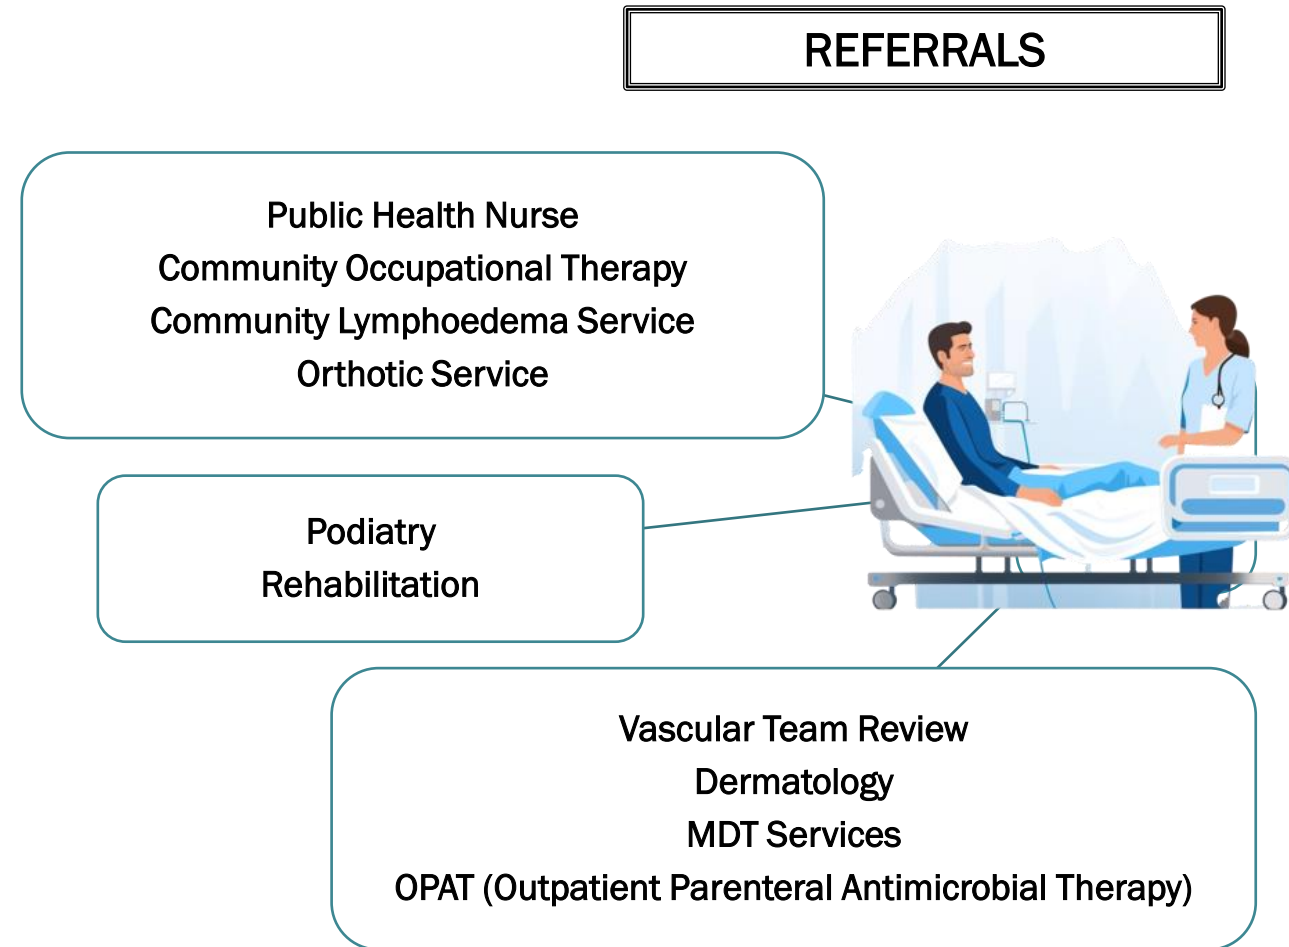 REFERRALS
Public Health Nurse
Community Occupational Therapy
Community Lymphoedema Service
Orthotic Service
Podiatry
Rehabilitation
Vascular Team Review
Dermatology
MDT Services
OPAT (Outpatient Parenteral Antimicrobial Therapy)